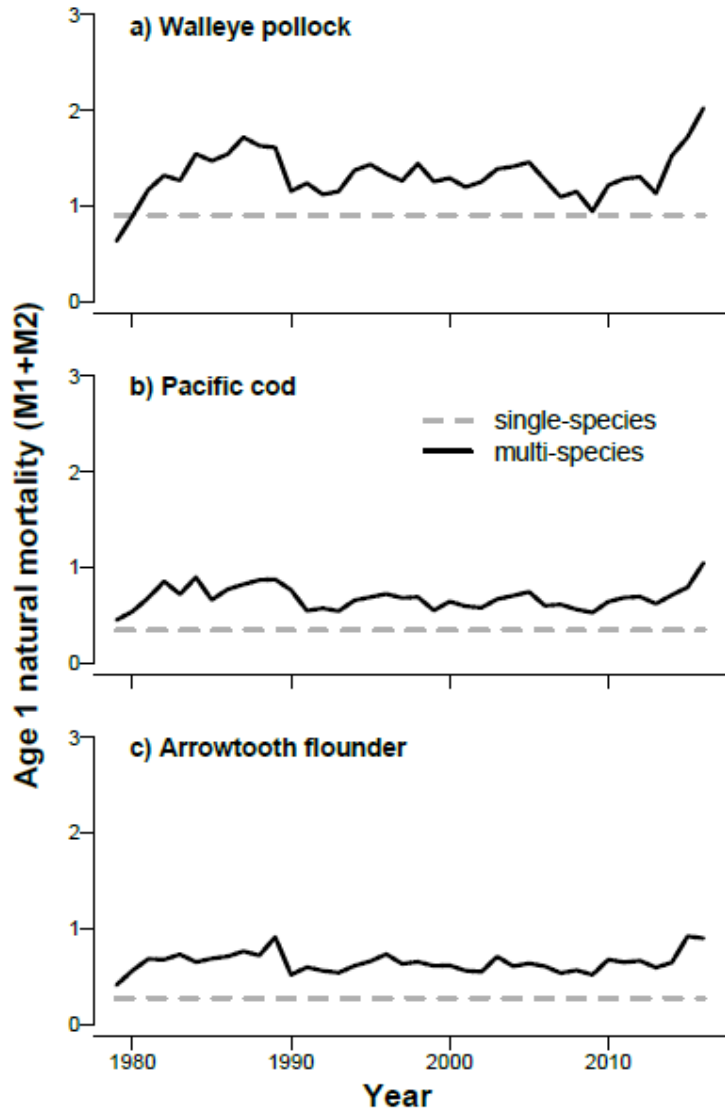 3
a) Walleye pollock
2
1
0
3
b) Pacific cod
single-species
multi-species
2
1
0
3
c) Arrowtooth flounder
2
1
0
1980 1990 2000 2010
Year
Age 1 natural mortality (M1+M2)